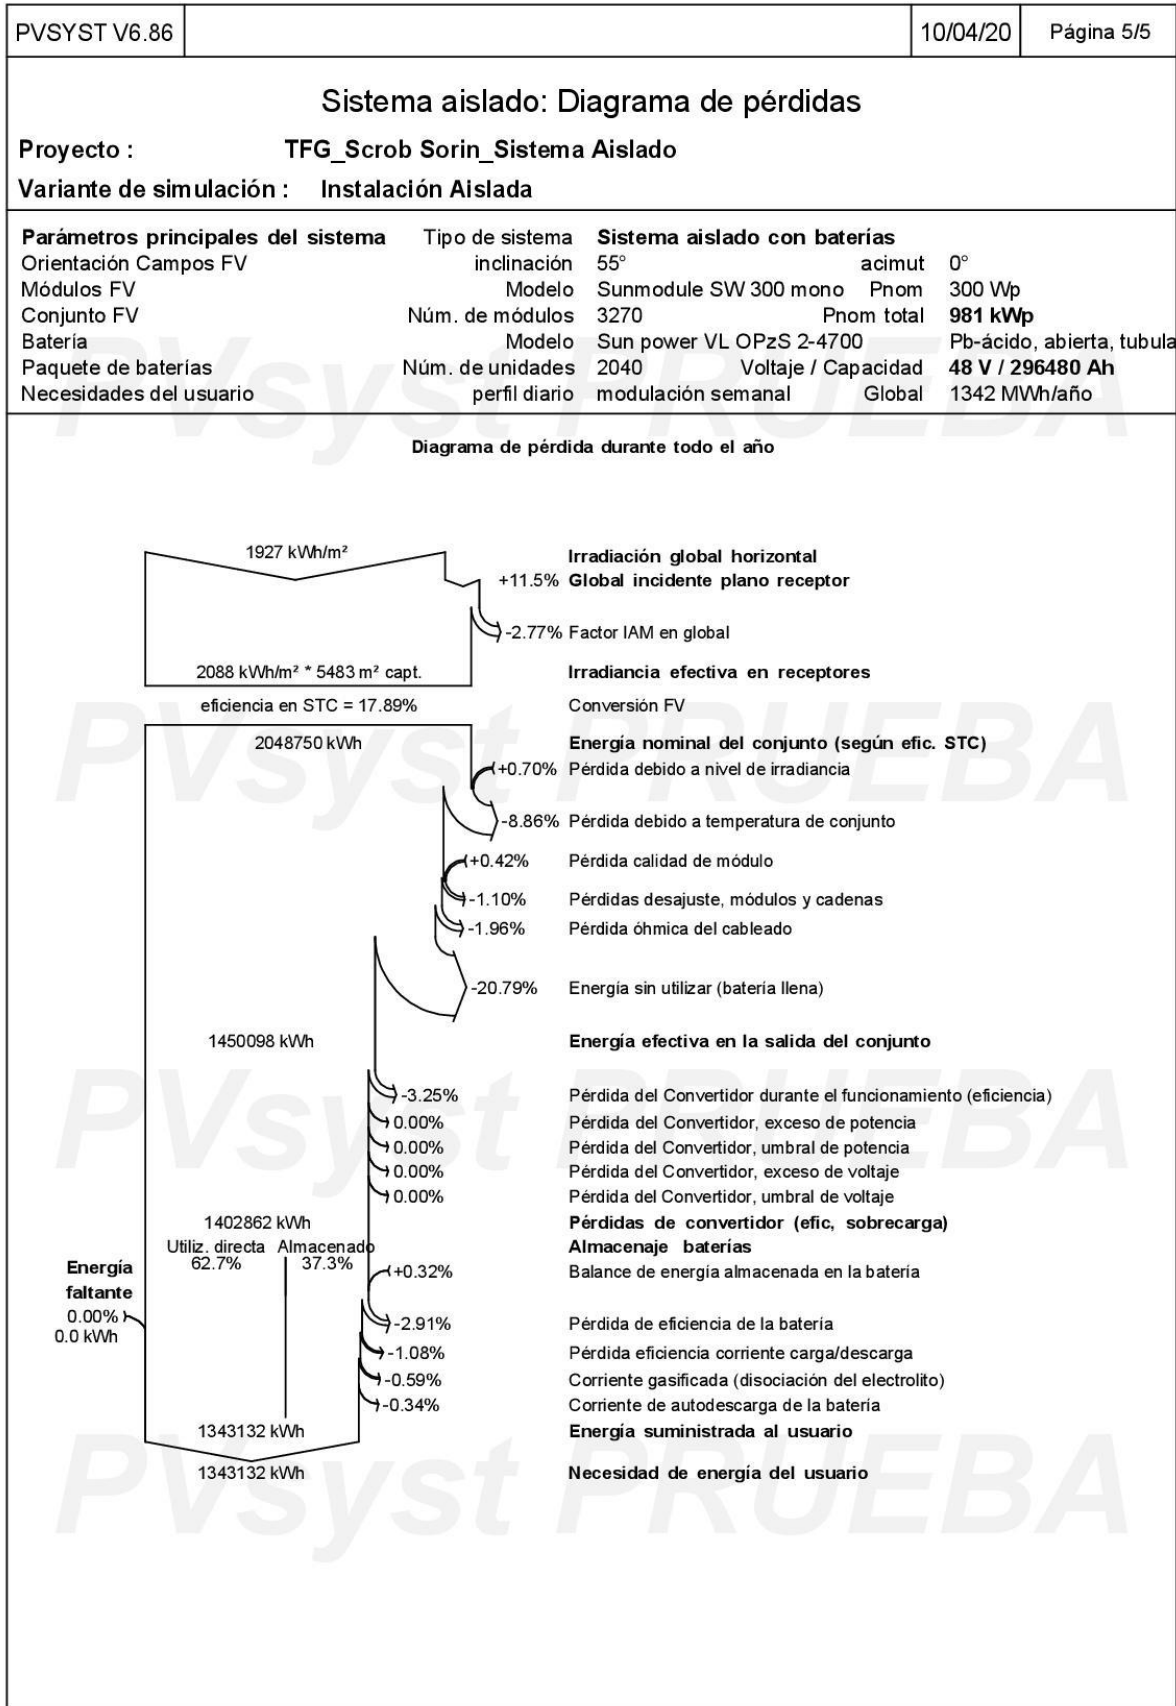 PVSYST V6.86 10/04/20 Página 5/5
Sistema aislado: Diagrama de pérdidas
Proyecto : TFG_Scrob Sorin_Sistema Aislado
Variante de simulación : Instalación Aislada
Parámetros principales del sistema Tipo de sistema Sistema aislado con baterías
Orientación Campos FV inclinación 55° acimut 0°
Módulos FV Modelo Sunmodule SW 300 mono Pnom 300 Wp
Conjunto FV Núm. de módulos 3270 Pnom total 981 kWp
Batería Modelo Sun power VL OPzS 2-4700 Pb-ácido, abierta, tubula
Paquete de baterías Núm. de unidades 2040 Voltaje / Capacidad 48 V / 296480 Ah
Necesidades del usuario perfil diario modulación semanal Global 1342 MWh/año
PVsyst PRUEBA
Diagrama de pérdida durante todo el año
1927 kWh/m² Irradiación global horizontal
+11.5% Global incidente plano receptor
-2.77% Factor IAM en global
2088 kWh/m² * 5483 m² capt. Irradiancia efectiva en receptores
eficiencia en STC = 17.89% Conversión FV
PVsyst PRUEBA
2048750 kWh Energía nominal del conjunto (según efic. STC)
+0.70% Pérdida debido a nivel de irradiancia
-8.86% Pérdida debido a temperatura de conjunto
+0.42% Pérdida calidad de módulo
-1.10% Pérdidas desajuste, módulos y cadenas
-1.96% Pérdida óhmica del cableado
-20.79% Energía sin utilizar (batería llena)
1450098 kWh Energía efectiva en la salida del conjunto
-3.25% Pérdida del Convertidor durante el funcionamiento (eficiencia)
0.00% Pérdida del Convertidor, exceso de potencia
PVsyst PRUEBA
0.00% Pérdida del Convertidor, umbral de potencia
0.00% Pérdida del Convertidor, exceso de voltaje
0.00% Pérdida del Convertidor, umbral de voltaje
1402862 kWh Pérdidas de convertidor (efic, sobrecarga)
Utiliz. directa Almacenado Almacenaje baterías
62.7% 37.3%
Energía
faltante
0.00%
0.0 kWh
+0.32% Balance de energía almacenada en la batería
-2.91% Pérdida de eficiencia de la batería
-1.08% Pérdida eficiencia corriente carga/descarga
-0.59% Corriente gasificada (disociación del electrolito)
-0.34% Corriente de autodescarga de la batería
1343132 kWh Energía suministrada al usuario
1343132 kWh Necesidad de energía del usuario
PVsyst PRUEBA